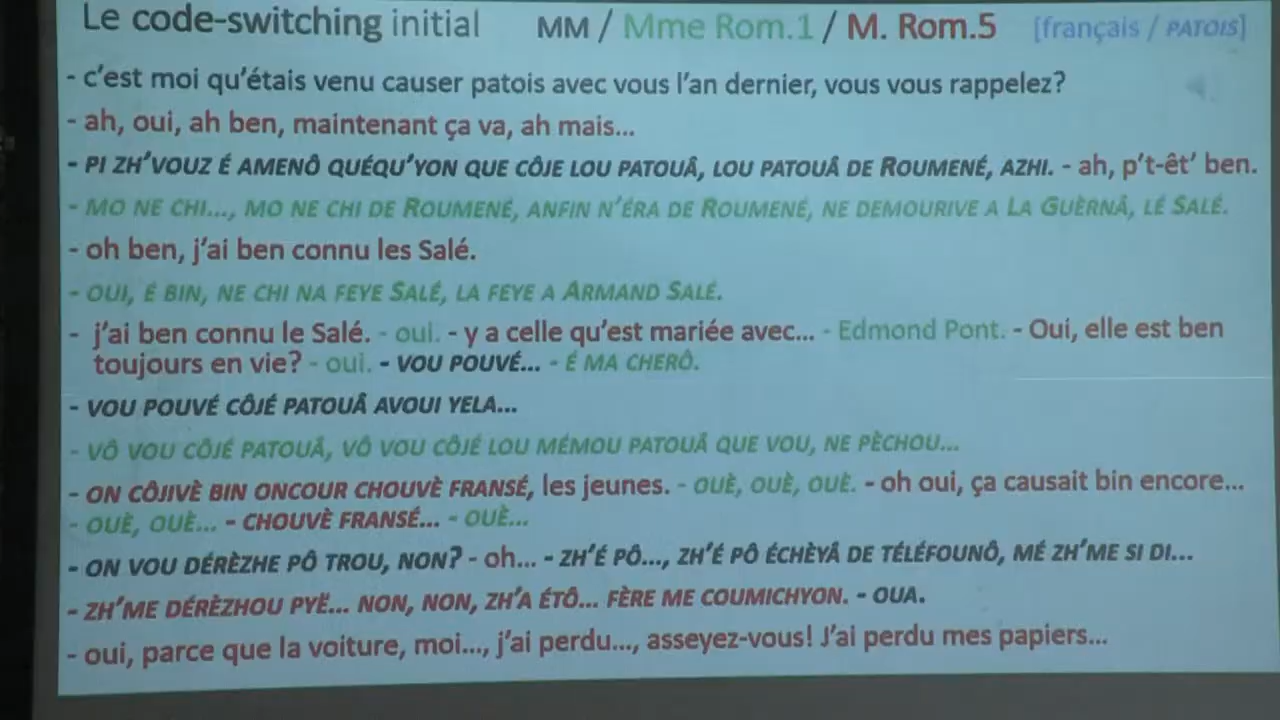 Le code-switching initial MM / Mme Rom.1 / M. Rom.5 [français / PATOIS]
- c'est moi qu'étais venu causer patois avec vous l'an dernier, vous vous rappelez?
- ah, oui, ah ben, maintenant ça va, ah mais...
- PI ZH'VOUZ É AMENÔ QUÉQU'YON QUE CÔJE LOU PATOUÂ, LOU PATOUÂ DE ROUMENÉ, AZHI. - ah, p't-êt' ben.
- MO NE CHI..., MO NE CHI DE ROUMENÉ, ANFIN N'ÉRA DE ROUMENÉ, NE DEMOURIVE A LA GUÈRNÂ, LÉ SALÉ.
- oh ben, j'ai ben connu les Salé.
- OUI, É BIN, NE CHI NA FEYE SALÉ, LA FEYE A ARMAND SALÉ.
- j'ai ben connu le Salé. - oui. - y a celle qu'est mariée avec... - Edmond Pont. - Oui, elle est ben
toujours en vie? - oui. - VOU POUVÉ... - É MA CHERÔ.
- VOU POUVÉ CÔJÉ PATOUÂ AVOUI YELA...
- VÔ VOU CÔJÉ PATOUÂ, VÔ VOU CÔJÉ LOU MÉMOU PATOUÂ QUE VOU, NE PÈCHOU...
- ON CÔJIVÈ BIN ONCOUR CHOUVÈ FRANSÉ, les jeunes. - OUÈ, OUÈ, OUÈ. - oh oui, ça causait bin encore...
- OUÈ, OUÈ... - CHOUVÈ FRANSÉ... - OUÈ...
- ON VOU DÉRÈZHE PÔ TROU, NON? - oh... - ZH'É PÔ..., ZH'É PÔ ÉCHÈYÂ DE TÉLÉFOUNÔ, MÉ ZH'ME SI DI...
- ZH'ME DÉRÈZHOU PYË... NON, NON, ZH'A ÉTÔ... FÈRE ME COUMICHYON. - OUA.
- oui, parce que la voiture, moi..., j'ai perdu..., asseyez-vous! J'ai perdu mes papiers...